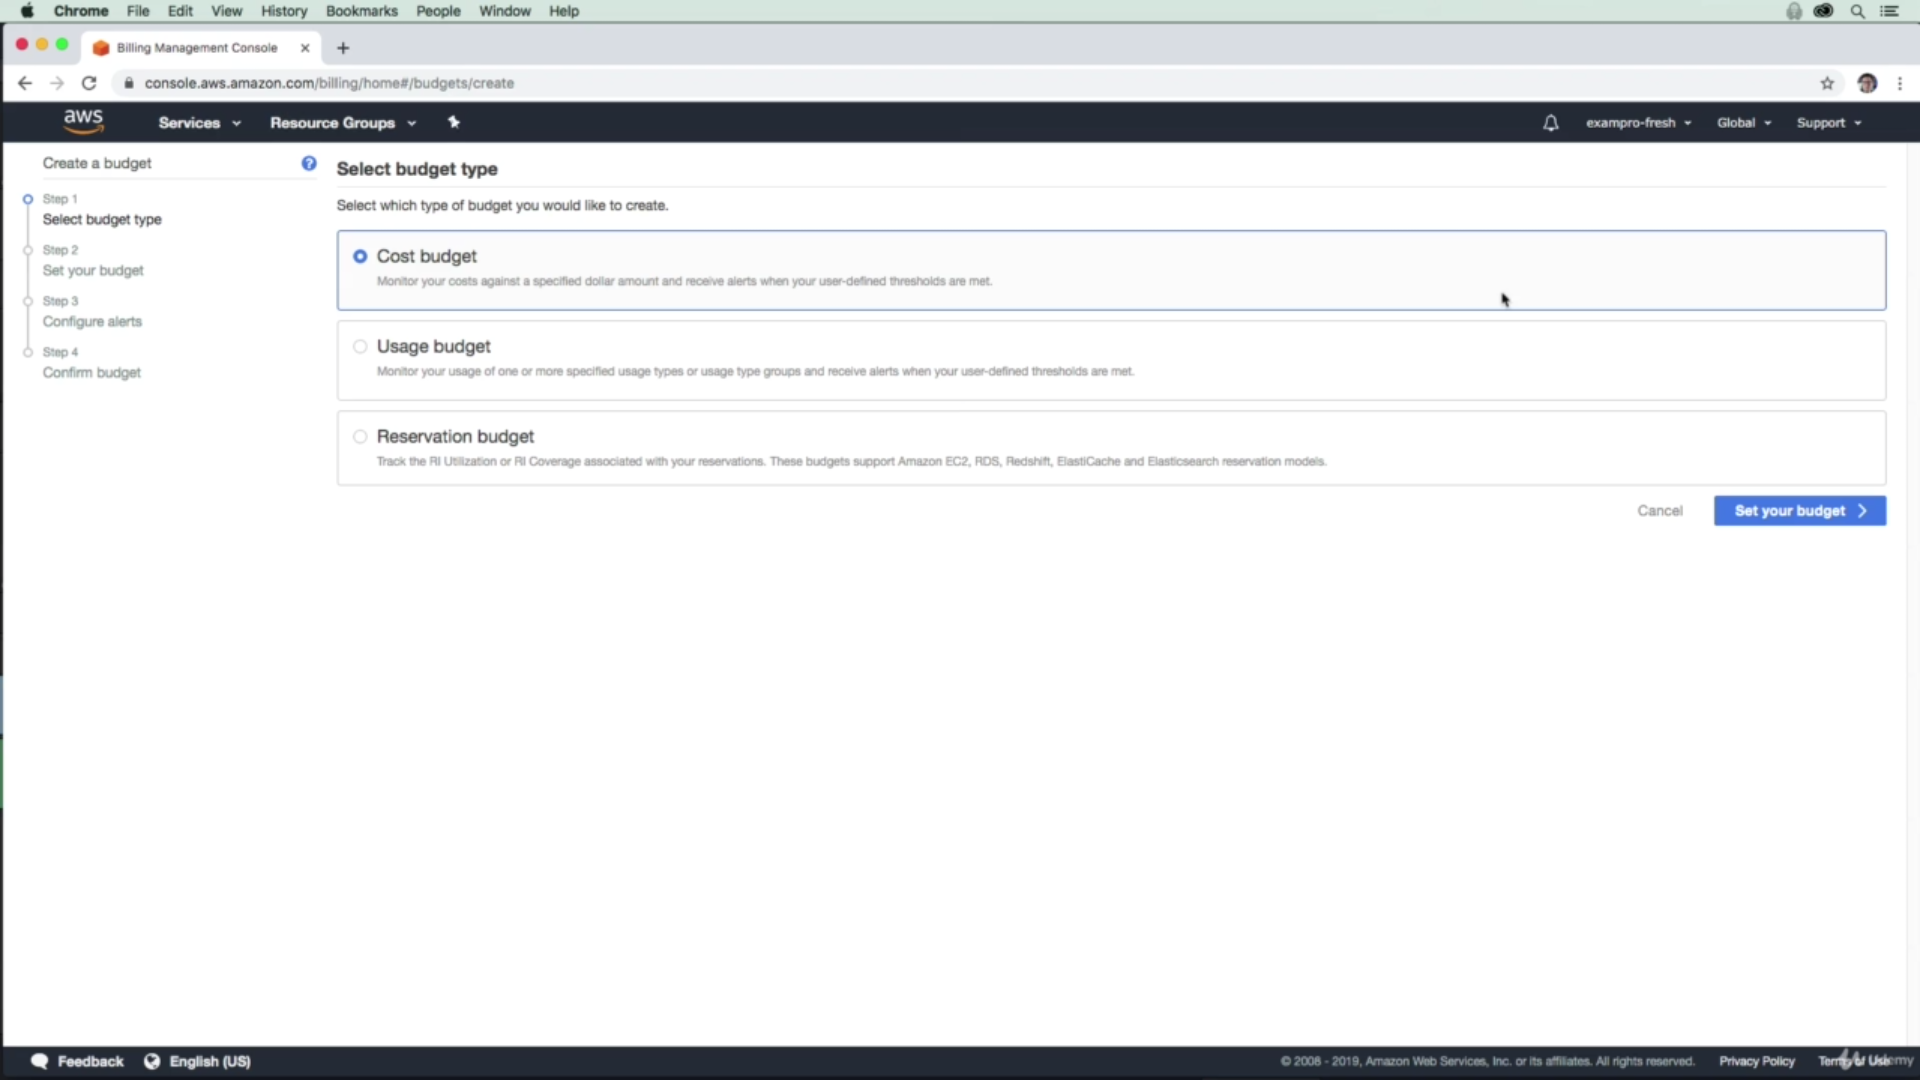 Chrome File Edit View History Bookmarks People Window Help
Billing Management Console
console.aws.amazon.com/billing/home#/budgets/create
aws Services Resource Groups exampro-fresh Global Support
Create a budget
Step 1
Select budget type
Step 2
Set your budget
Step 3
Configure alerts
Step 4
Confirm budget
Select budget type
Select which type of budget you would like to create.
Cost budget
Monitor your costs against a specified dollar amount and receive alerts when your user-defined thresholds are met.
Usage budget
Monitor your usage of one or more specified usage types or usage type groups and receive alerts when your user-defined thresholds are met.
Reservation budget
Track the RI Utilization or RI Coverage associated with your reservations. These budgets support Amazon EC2, RDS, Redshift, ElastiCache and Elasticsearch reservation models.
Cancel Set your budget
Feedback English (US) © 2008 - 2019, Amazon Web Services, Inc. or its affiliates. All rights reserved. Privacy Policy Terms of Use
Udemy